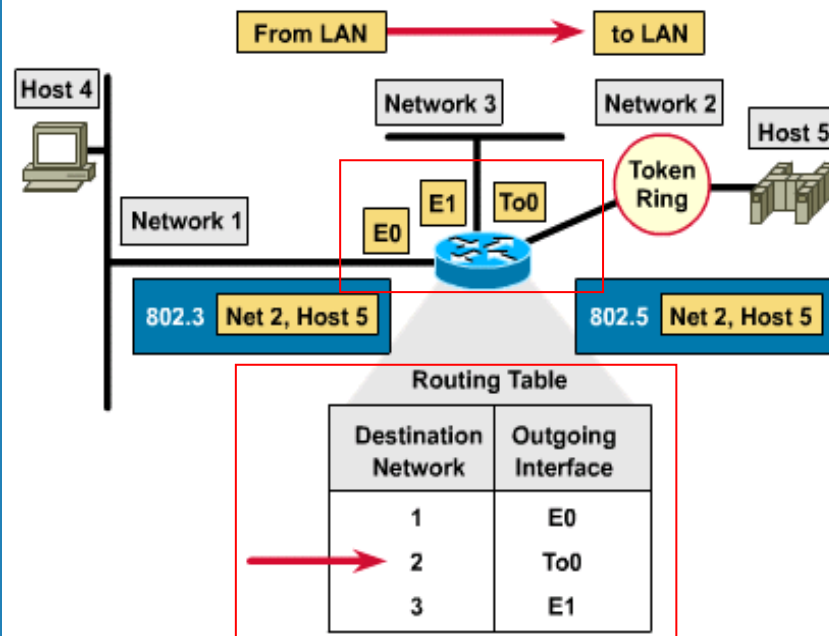 From LAN
to LAN
Host 4
Network 3
Network 2
Host 5
Token
Ring
E1
To0
Network 1
E0
802.3
Net 2, Host 5
802.5
Net 2, Host 5
Routing Table
Destination
Network
Outgoing
Interface
1
E0
2
To0
3
E1